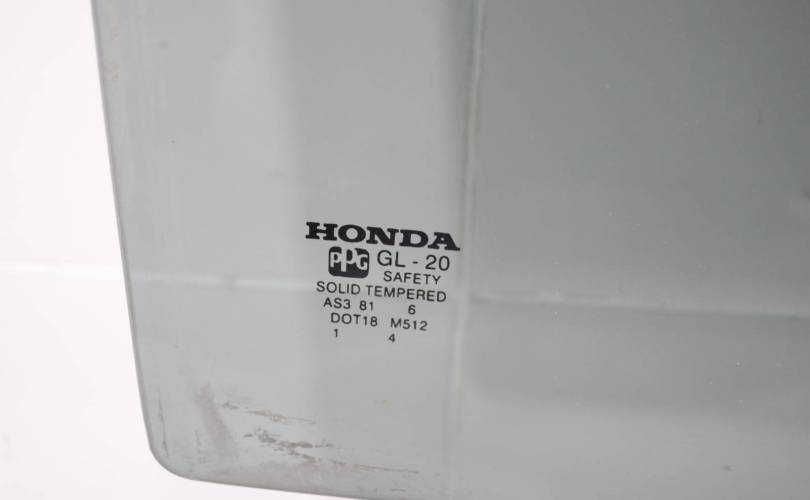 HONDA
PPG GL - 20
SAFETY
SOLID TEMPERED
AS3 81 6
DOT18 M512
1 4